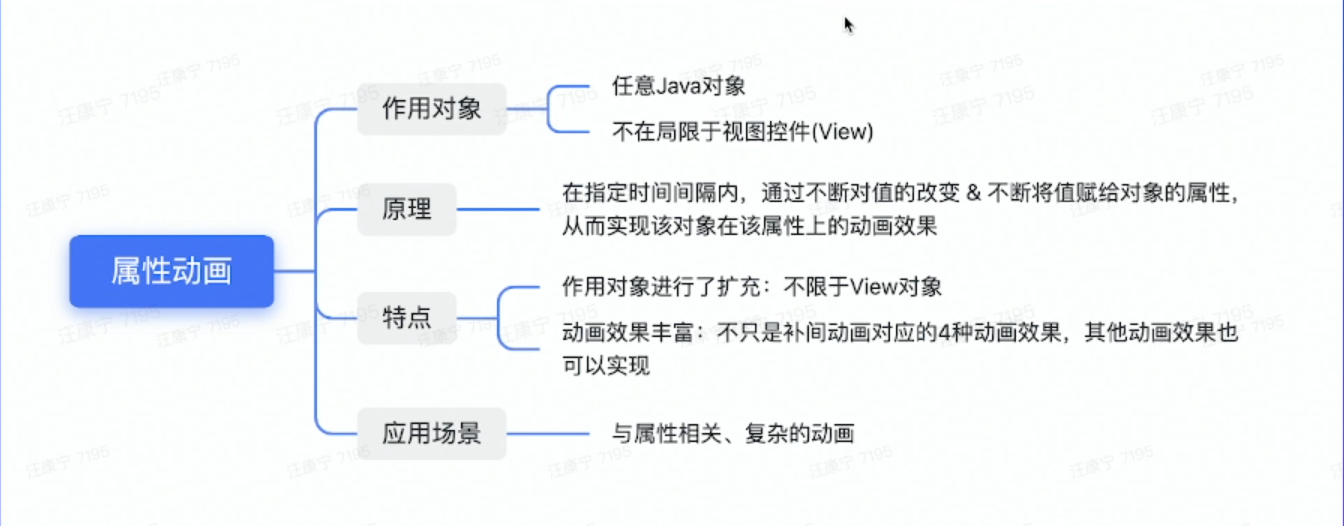 作用对象
任意Java对象
不在局限于视图控件(View)
原理
在指定时间间隔内，通过不断对值的改变 & 不断将值赋给对象的属性，
从而实现该对象在该属性上的动画效果
属性动画
特点
作用对象进行了扩充：不限于View对象
动画效果丰富：不只是补间动画对应的4种动画效果，其他动画效果也
可以实现
应用场景
与属性相关、复杂的动画
汪康宁 7195